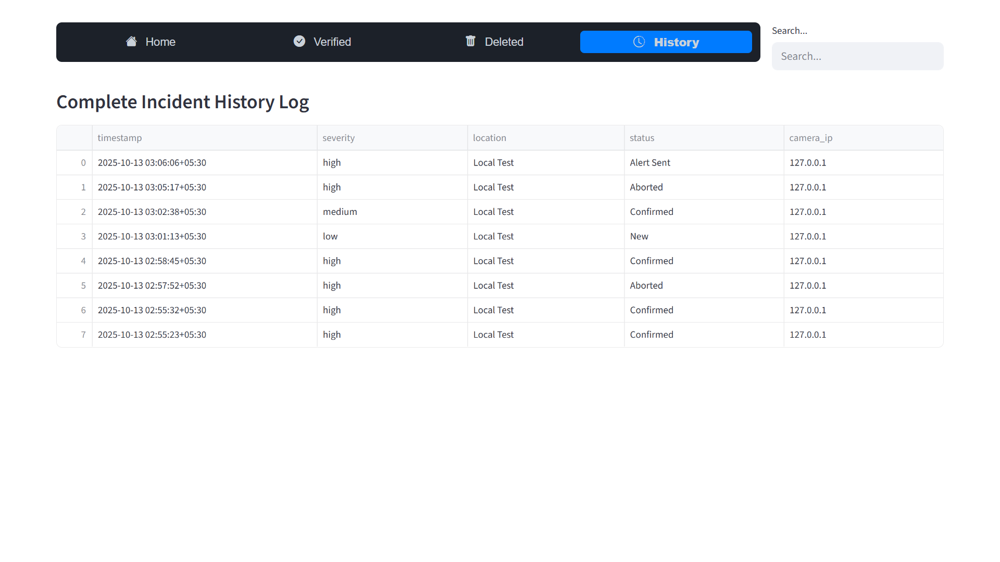 Home Verified Deleted History
Search...
Search...
Complete Incident History Log
timestamp severity location status camera_ip
0 2025-10-13 03:06:06+05:30 high Local Test Alert Sent 127.0.0.1
1 2025-10-13 03:05:17+05:30 high Local Test Aborted 127.0.0.1
2 2025-10-13 03:02:38+05:30 medium Local Test Confirmed 127.0.0.1
3 2025-10-13 03:01:13+05:30 low Local Test New 127.0.0.1
4 2025-10-13 02:58:45+05:30 high Local Test Confirmed 127.0.0.1
5 2025-10-13 02:57:52+05:30 high Local Test Aborted 127.0.0.1
6 2025-10-13 02:55:32+05:30 high Local Test Confirmed 127.0.0.1
7 2025-10-13 02:55:23+05:30 high Local Test Confirmed 127.0.0.1